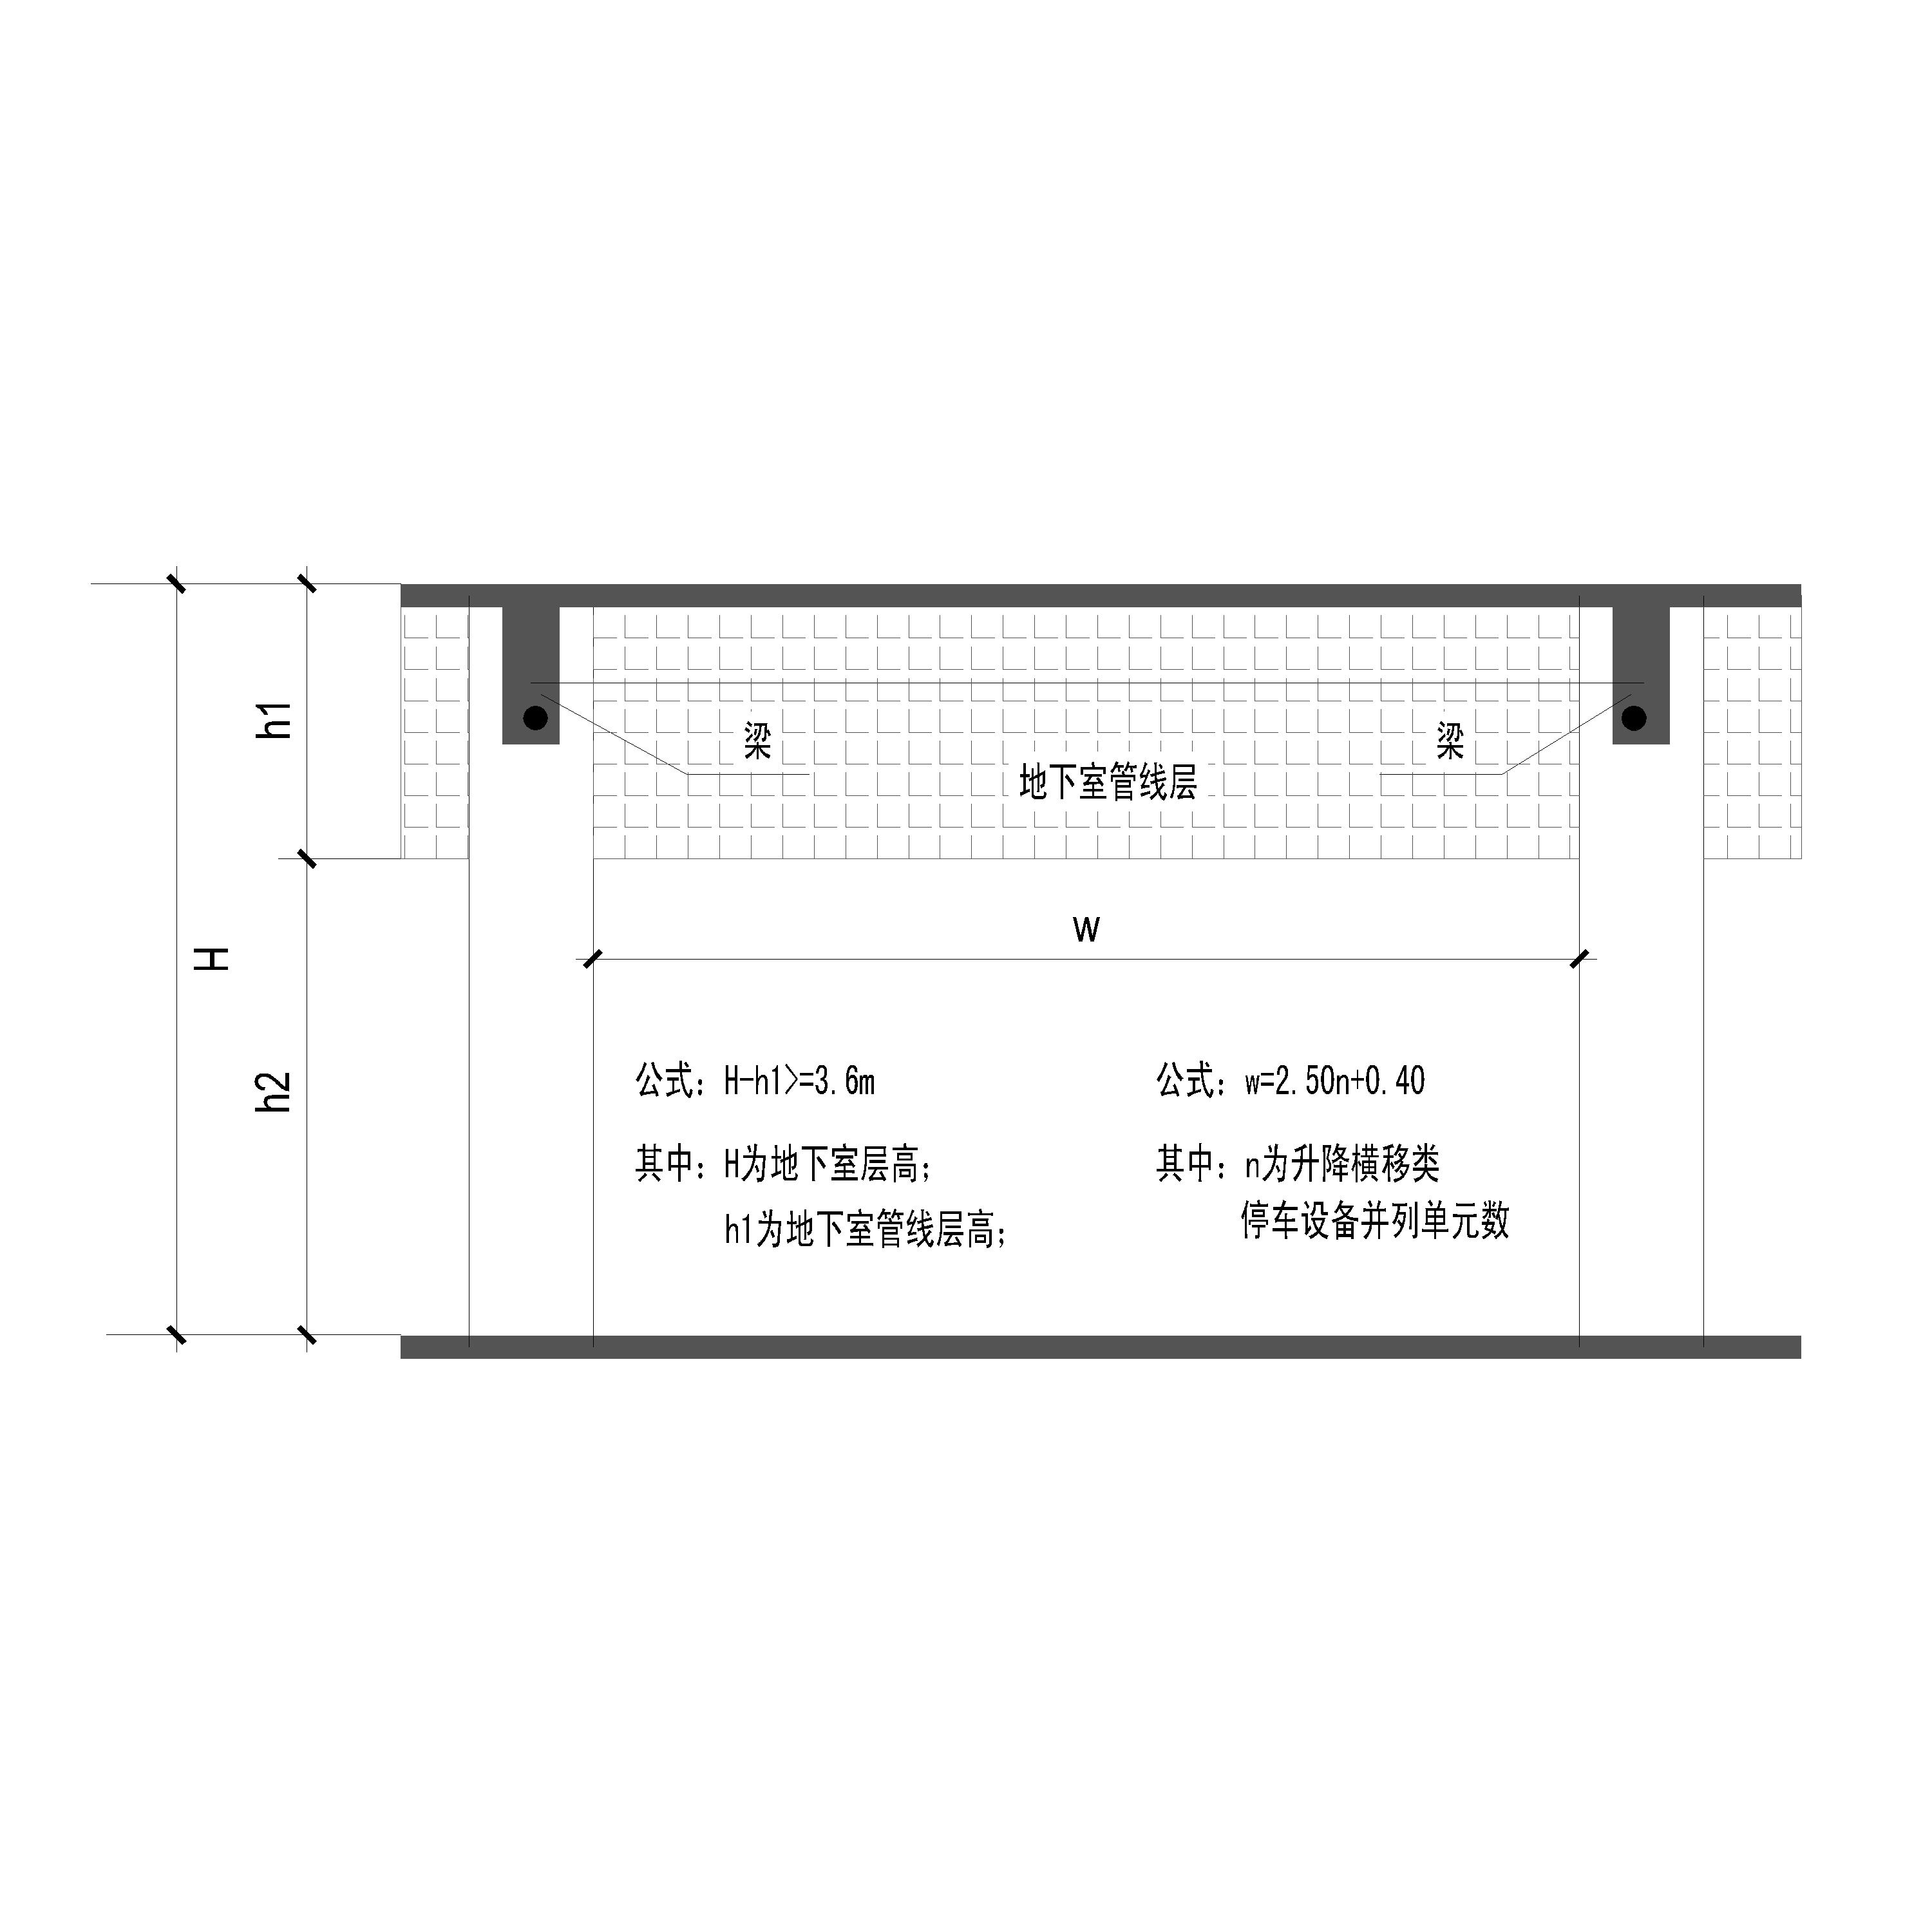 h1
梁
梁
地下室管线层
w
H
h2
公式：H-h1>=3.6m
其中：H为地下室层高；
h1为地下室管线层高；
公式：w=2.50n+0.40
其中：n为升降横移类
停车设备并列单元数